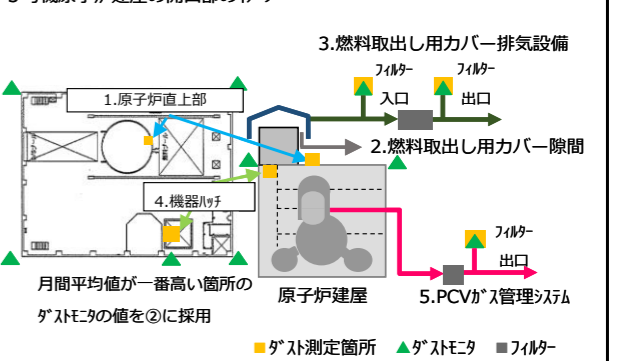 3.燃料取出し用カバー排気設備
ﾌｨﾙﾀｰ
ﾌｨﾙﾀｰ
1.原子炉直上部
入口
出口
2.燃料取出し用カバー隙間
4.機器ﾊｯﾁ
ﾌｨﾙﾀｰ
出口
月間平均値が一番高い箇所の
ﾀﾞｽﾄﾓﾆﾀの値を②に採用
原子炉建屋
5.PCVｶﾞｽ管理ｼｽﾃﾑ
■ﾀﾞｽﾄ測定箇所 ▲ﾀﾞｽﾄﾓﾆﾀ ■ﾌｨﾙﾀｰ